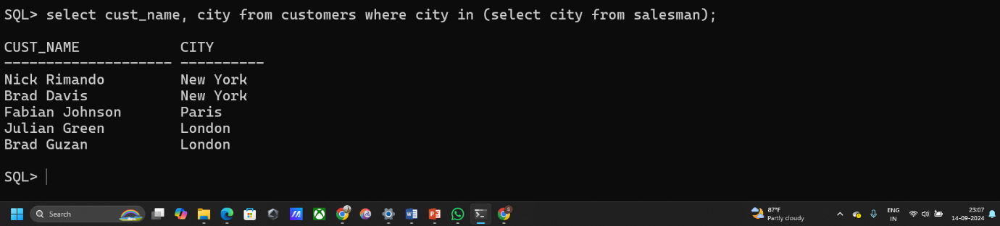 SQL> select cust_name, city from customers where city in (select city from salesman);
CUST_NAME            CITY
-------------------- ----------
Nick Rimando         New York
Brad Davis           New York
Fabian Johnson       Paris
Julian Green         London
Brad Guzan           London
SQL>
Search
87°F
Partly cloudy
ENG
IN
23:07
14-09-2024